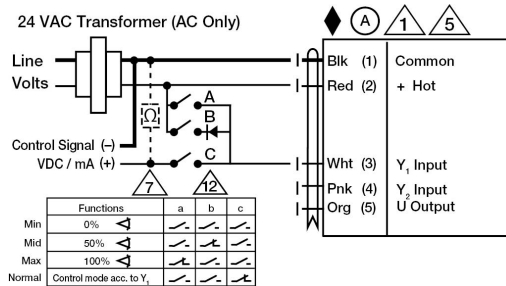 24 VAC Transformer (AC Only)
A 1 5
Line
Volts
Blk (1) Common
Red (2) + Hot
A
B
C
Ω
Control Signal (–)
VDC / mA (+)
7 12
Wht (3) Y1 Input
Pnk (4) Y2 Input
Org (5) U Output
Functions a b c
Min 0%
Mid 50%
Max 100%
Normal Control mode acc. to Y1